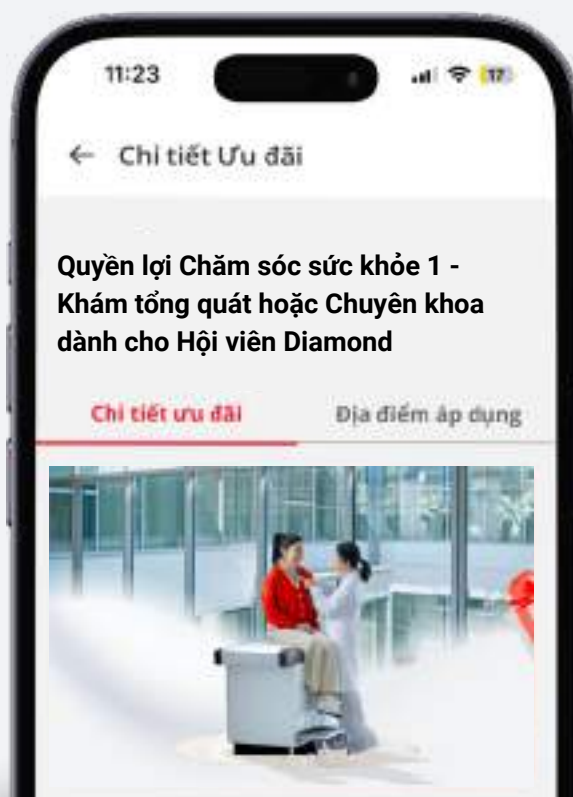 11:23
17
← Chi tiết Ưu đãi
Quyền lợi Chăm sóc sức khỏe 1 -
Khám tổng quát hoặc Chuyên khoa
dành cho Hội viên Diamond
Chi tiết ưu đãi
Địa điểm áp dụng